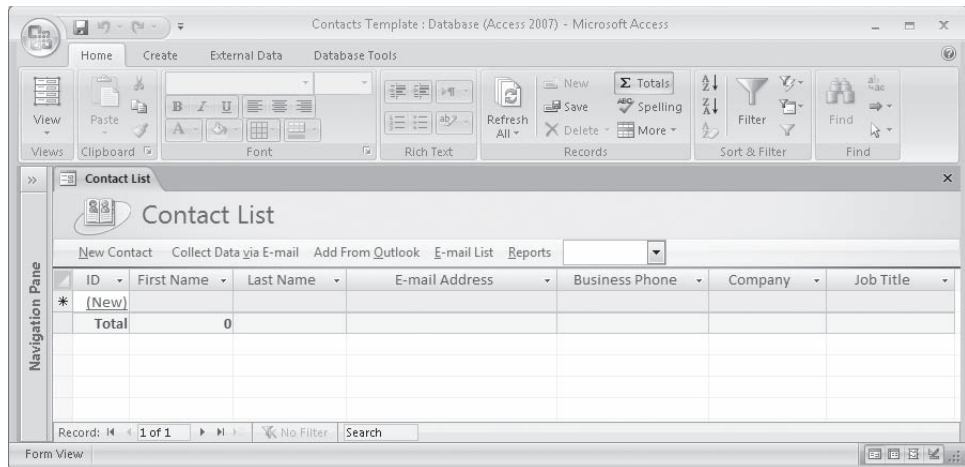 Contacts Template : Database (Access 2007) - Microsoft Access
Home Create External Data Database Tools
View Paste B I U A Refresh All New Save Delete Σ Totals Spelling More Filter Find
Views Clipboard Font Rich Text Records Sort & Filter Find
Contact List
Contact List
New Contact Collect Data via E-mail Add From Outlook E-mail List Reports
Navigation Pane
ID First Name Last Name E-mail Address Business Phone Company Job Title
* (New)
Total 0
Record: 1 of 1 No Filter Search
Form View